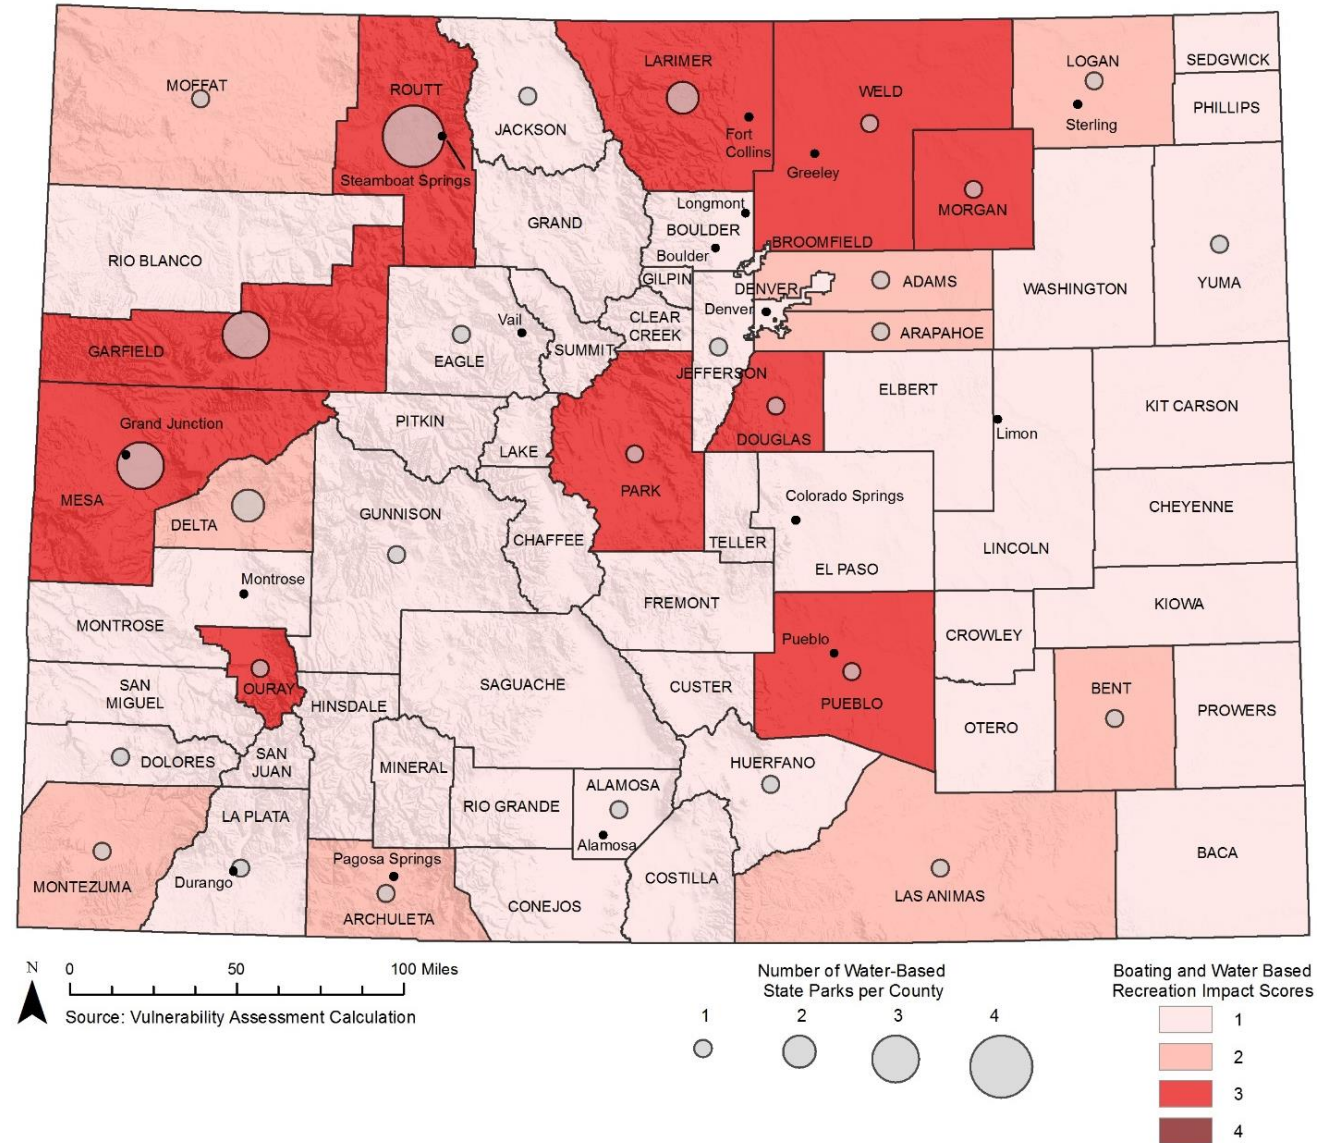 MOFFAT
ROUTT
Steamboat Springs
JACKSON
LARIMER
Fort
Collins
WELD
Greeley
MORGAN
LOGAN
Sterling
SEDGWICK
PHILLIPS
RIO BLANCO
GRAND
Longmont
BOULDER
Boulder
GILPIN
BROOMFIELD
DENVER
Denver
ADAMS
ARAPAHOE
WASHINGTON
YUMA
GARFIELD
EAGLE
Vail
SUMMIT
CLEAR
CREEK
JEFFERSON
DOUGLAS
ELBERT
Limon
KIT CARSON
Grand Junction
MESA
DELTA
PITKIN
LAKE
PARK
GUNNISON
CHAFFEE
TELLER
Colorado Springs
EL PASO
LINCOLN
CHEYENNE
Montrose
MONTROSE
FREMONT
Pueblo
PUEBLO
CROWLEY
KIOWA
OURAY
SAN
MIGUEL
HINSDALE
SAGUACHE
CUSTER
OTERO
BENT
PROWERS
DOLORES
SAN
JUAN
MINERAL
RIO GRANDE
ALAMOSA
Alamosa
HUERFANO
LA PLATA
Durango
MONTEZUMA
Pagosa Springs
ARCHULETA
CONEJOS
COSTILLA
LAS ANIMAS
BACA
N
0 50 100 Miles
Source: Vulnerability Assessment Calculation
Number of Water-Based
State Parks per County
1 2 3 4
Boating and Water Based
Recreation Impact Scores
1
2
3
4